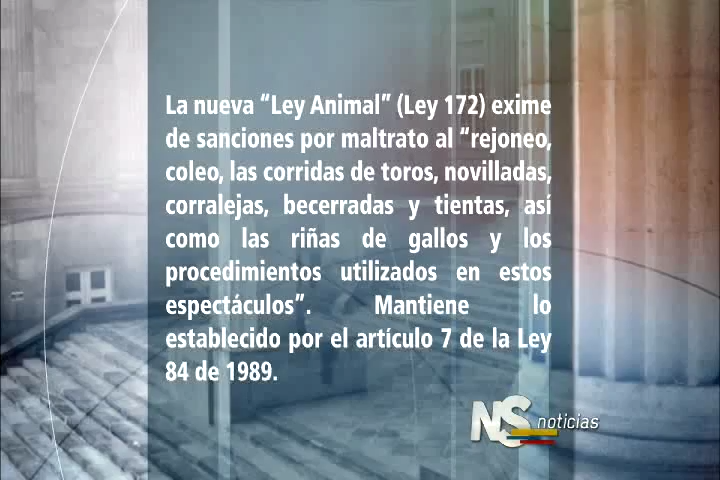 La nueva “Ley Animal” (Ley 172) exime
de sanciones por maltrato al “rejoneo,
coleo, las corridas de toros, novilladas,
corralejas, becerradas y tientas, así
como las riñas de gallos y los
procedimientos utilizados en estos
espectáculos”. Mantiene lo
establecido por el artículo 7 de la Ley
84 de 1989.
NS noticias